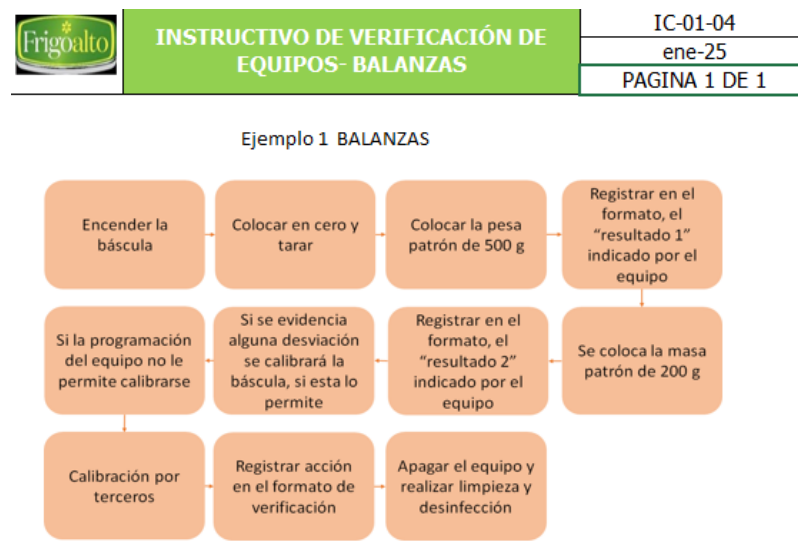 Frigoalto
INSTRUCTIVO DE VERIFICACIÓN DE
EQUIPOS- BALANZAS
IC-01-04
ene-25
PAGINA 1 DE 1
Ejemplo 1 BALANZAS
Encender la
báscula
Colocar en cero y
tarar
Colocar la pesa
patrón de 500 g
Registrar en el
formato, el
“resultado 1”
indicado por el
equipo
Se coloca la masa
patrón de 200 g
Registrar en el
formato, el
“resultado 2”
indicado por el
equipo
Si se evidencia
alguna desviación
se calibrará la
báscula, si esta lo
permite
Si la programación
del equipo no le
permite calibrarse
Calibración por
terceros
Registrar acción
en el formato de
verificación
Apagar el equipo y
realizar limpieza y
desinfección